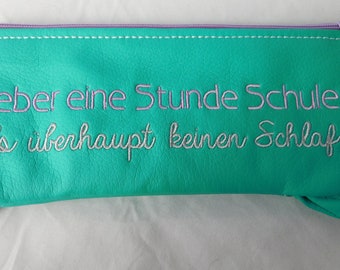 eber eine Stunde Schule
s überhaupt keinen Schlaf